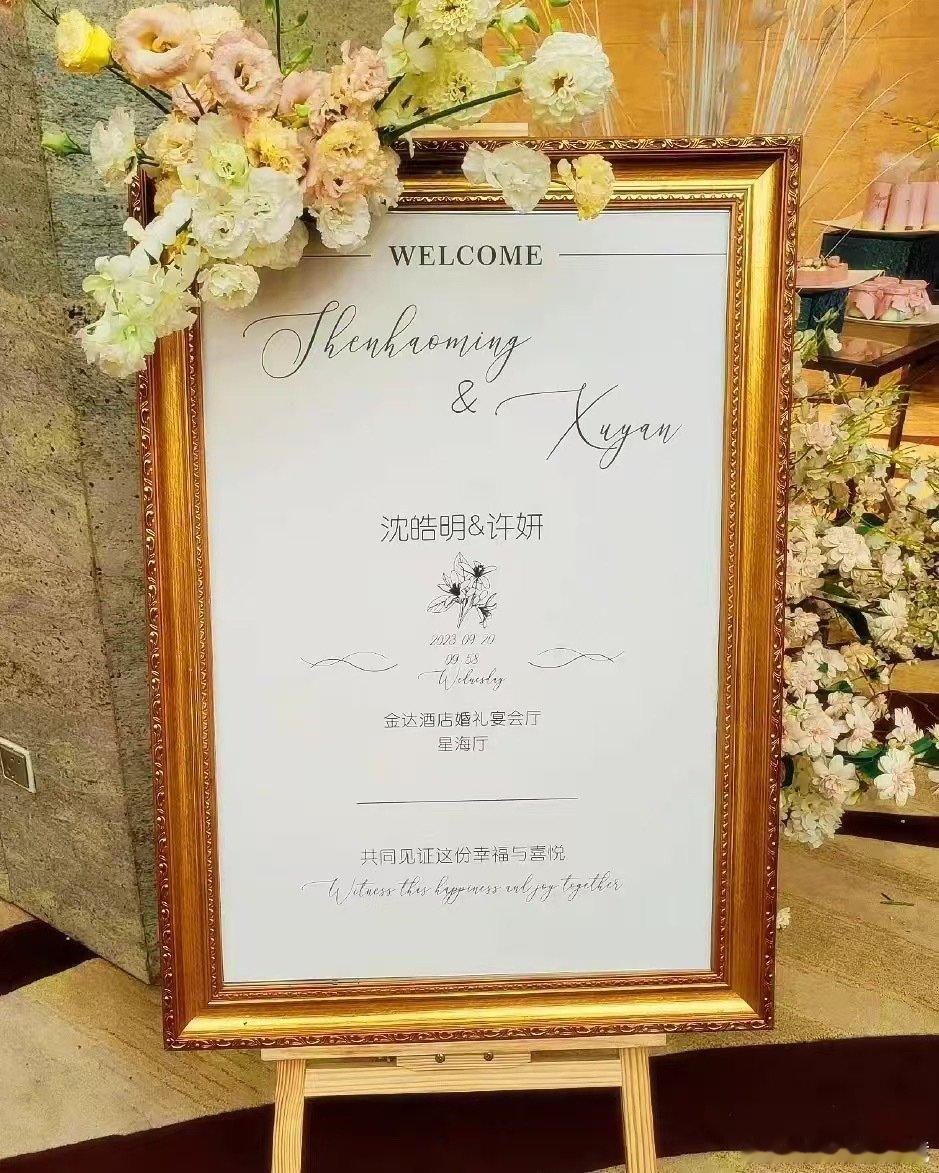 WELCOME
Shenhaoming
&
Xuyan
沈皓明&许妍
2023 09 20
09 58
Wednesday
金达酒店婚礼宴会厅
星海厅
共同见证这份幸福与喜悦
Witness this happiness and joy together